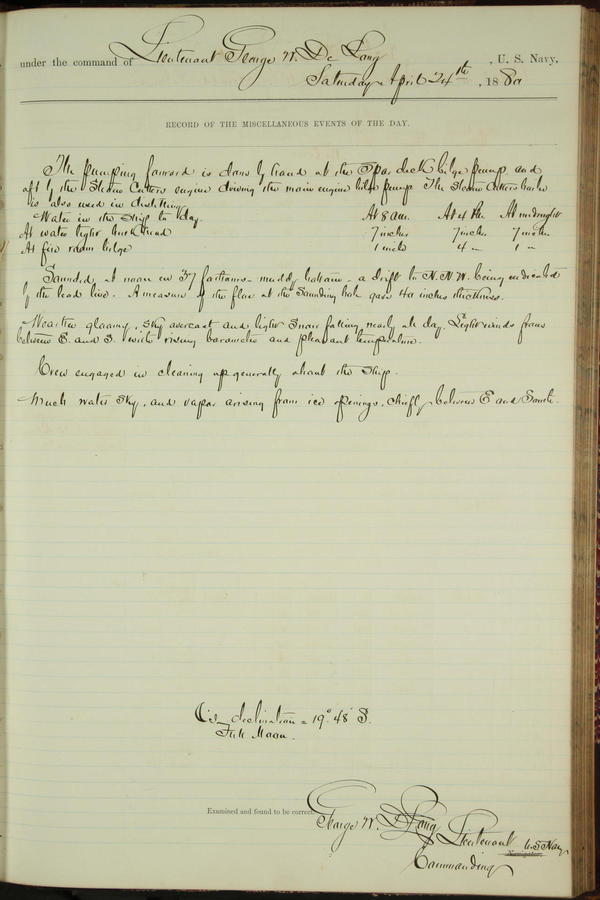 under the command of Lieutenant George W. De Long, U. S. Navy,
Saturday April 24th, 1880
RECORD OF THE MISCELLANEOUS EVENTS OF THE DAY.
The pumping forward is done by hand at the Spar deck bilge pump, and
aft by the Steam Cutters engine driving the main engine bilge pump. The Steam Cutters boiler
is also used in distilling.
Water in the Ship to day. At 8 am. At 4 PM. At midnight
At water tight bulkhead 7 inches 7 inches 7 inches
At fire room bilge 1 inch 4 " 1 "
Sounded at noon in 37 fathoms - muddy bottom - a drift to N.N.W. being indicated
by the lead line. A measure of the floe at the Sounding hole gave 40 inches thickness.
Weather gloomy, sky overcast and light Snow falling nearly all day. Light winds from
between E. and S. with rising barometer and pleasant temperature.
Crew engaged in cleaning up generally about the Ship.
Much water sky, and vapor arising from ice openings, chiefly between E and South.
declination = 19° 48' S.
Full Moon.
Examined and found to be correct.
George W. De Long Lieutenant U.S. Navy
Navigator.
Commanding